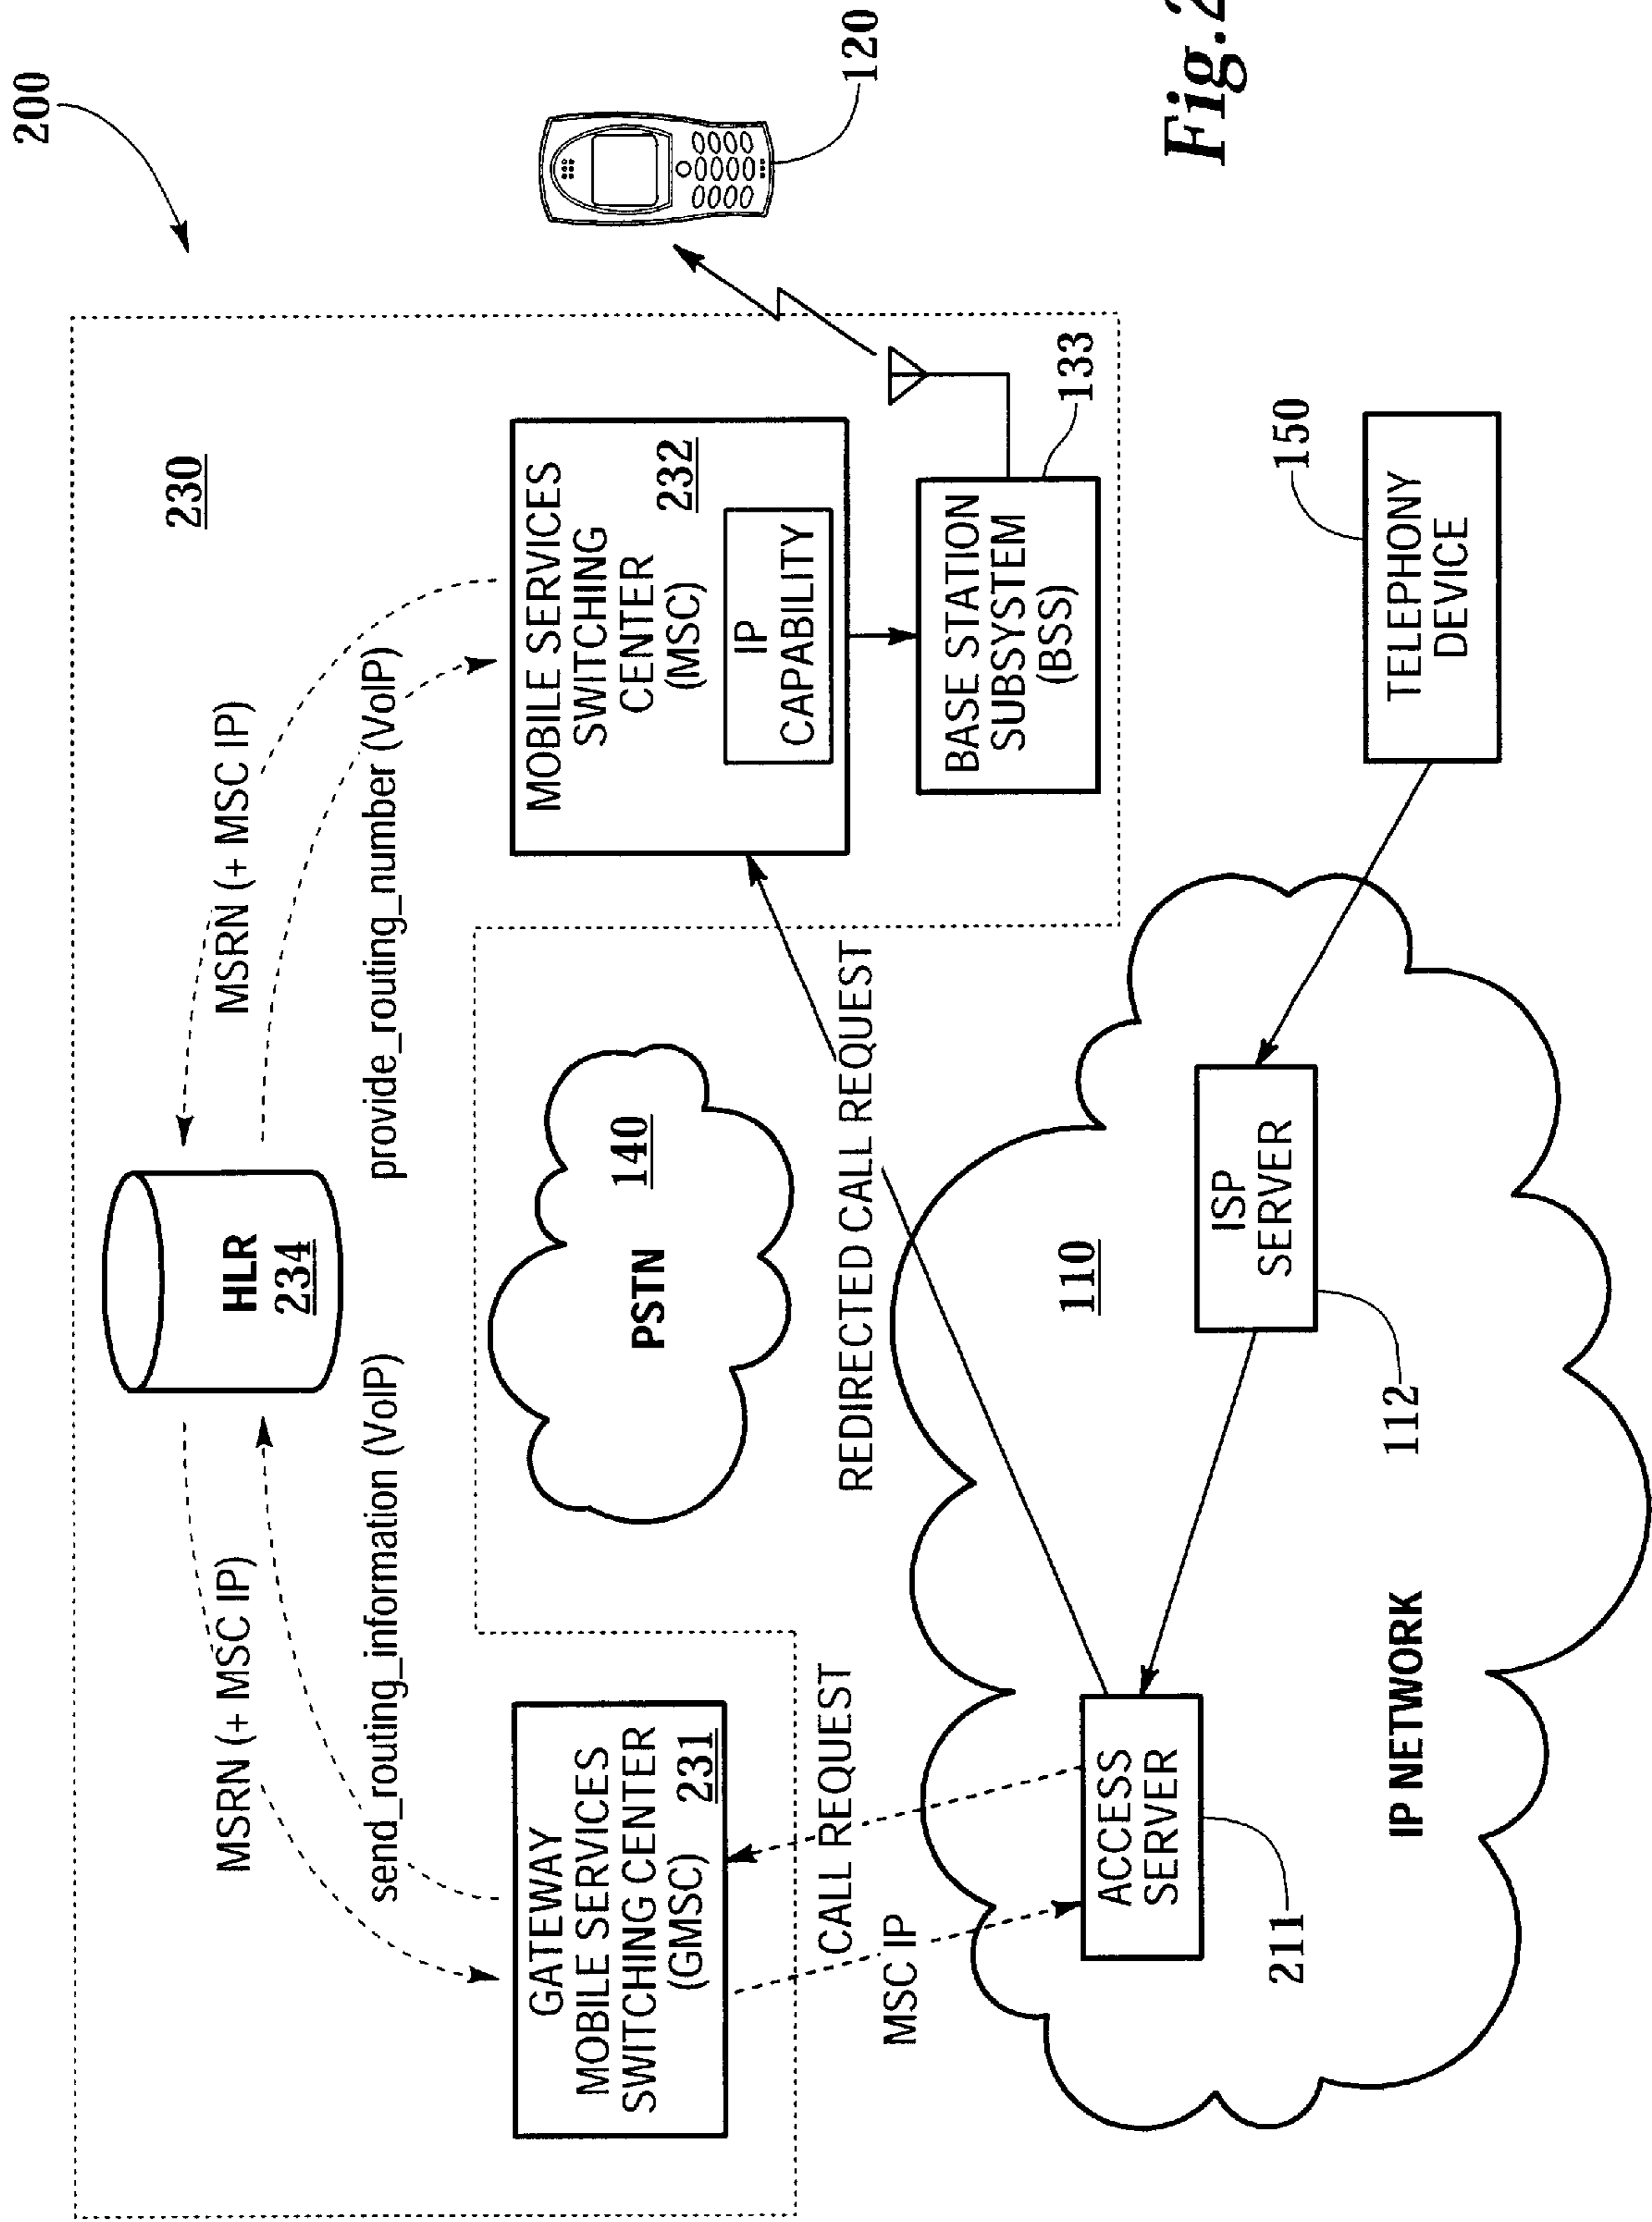 200
230
HLR
234
MSRN (+ MSC IP)
MSRN (+ MSC IP)
send_routing_information (VoIP)
provide_routing_number (VoIP)
GATEWAY
MOBILE SERVICES
SWITCHING CENTER
(GMSC) 231
PSTN
140
MOBILE SERVICES
SWITCHING
CENTER
(MSC) 232
IP
CAPABILITY
120
CALL REQUEST
MSC IP
REDIRECTED CALL REQUEST
BASE STATION
SUBSYSTEM
(BSS)
133
110
ACCESS
SERVER
211
ISP
SERVER
112
IP NETWORK
150
TELEPHONY
DEVICE
Fig.2